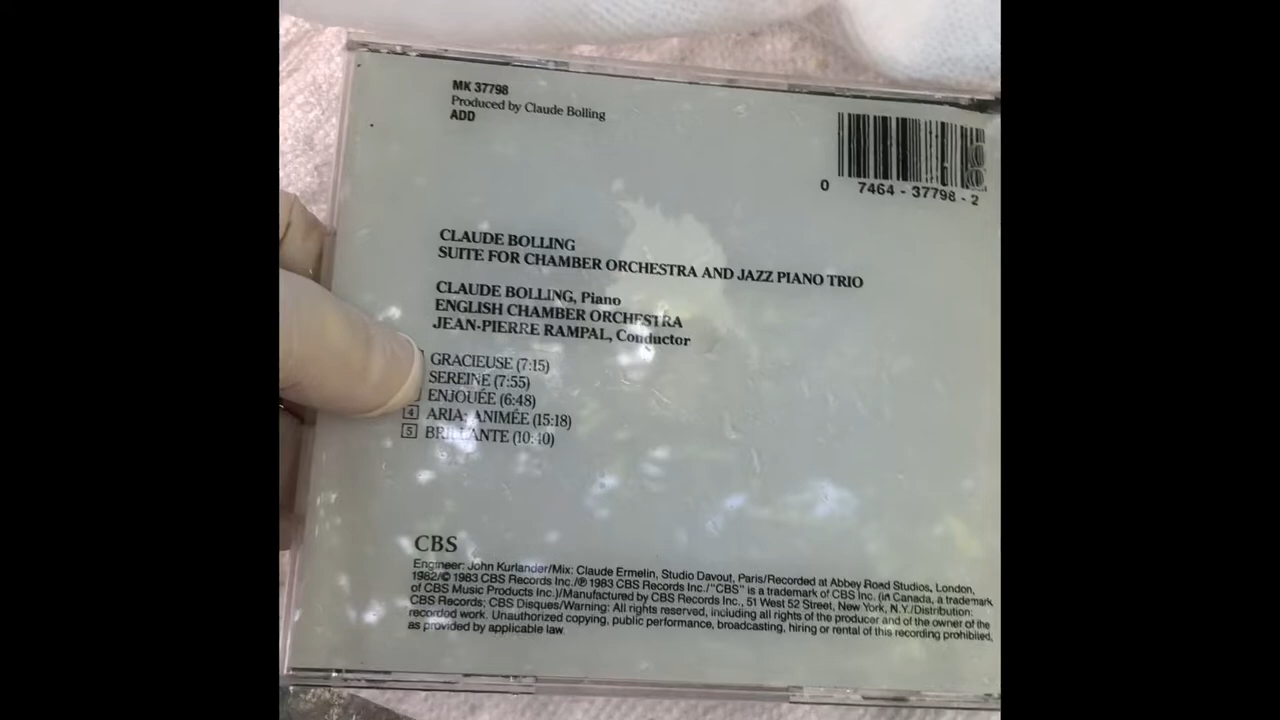 MK 37798
Produced by Claude Bolling
ADD
0 7464 - 37798 - 2
CLAUDE BOLLING
SUITE FOR CHAMBER ORCHESTRA AND JAZZ PIANO TRIO
CLAUDE BOLLING, Piano
ENGLISH CHAMBER ORCHESTRA
JEAN-PIERRE RAMPAL, Conductor
GRACIEUSE (7:15)
SEREINE (7:55)
ENJOUÉE (6:48)
4 ARIA: ANIMÉE (15:18)
5 BRILLANTE (10:40)
CBS
Engineer: John Kurlander/Mix: Claude Ermelin, Studio Davout, Paris/Recorded at Abbey Road Studios, London,
1982/© 1983 CBS Records Inc./℗ 1983 CBS Records Inc./"CBS" is a trademark of CBS Inc. (in Canada, a trademark
of CBS Music Products Inc.)/Manufactured by CBS Records Inc., 51 West 52 Street, New York, N.Y./Distribution:
CBS Records; CBS Disques/Warning: All rights reserved, including all rights of the producer and of the owner of the
recorded work. Unauthorized copying, public performance, broadcasting, hiring or rental of this recording prohibited,
as provided by applicable law.